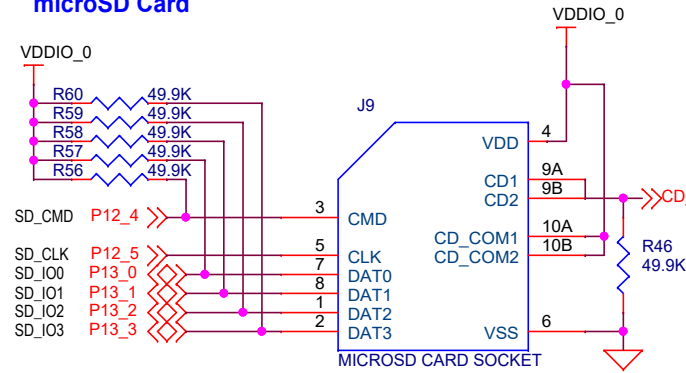 microSD Card
VDDIO_0
VDDIO_0
R60 49.9K
R59 49.9K
R58 49.9K
R57 49.9K
R56 49.9K
J9
VDD 4
CD1 9A
CD2 9B
CD_
SD_CMD P12_4 3 CMD
CD_COM1 10A
CD_COM2 10B
R46
49.9K
SD_CLK P12_5 5 CLK
SD_IO0 P13_0 7 DAT0
SD_IO1 P13_1 8 DAT1
SD_IO2 P13_2 1 DAT2
SD_IO3 P13_3 2 DAT3
VSS 6
MICROSD CARD SOCKET